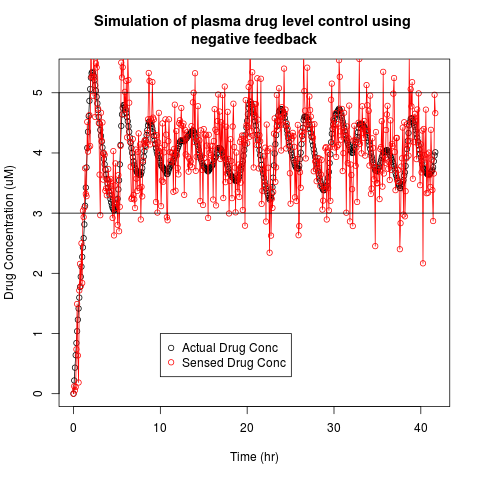 Simulation of plasma drug level control using
negative feedback
Drug Concentration (uM)
5
4
3
2
1
0
Actual Drug Conc
Sensed Drug Conc
0 10 20 30 40
Time (hr)